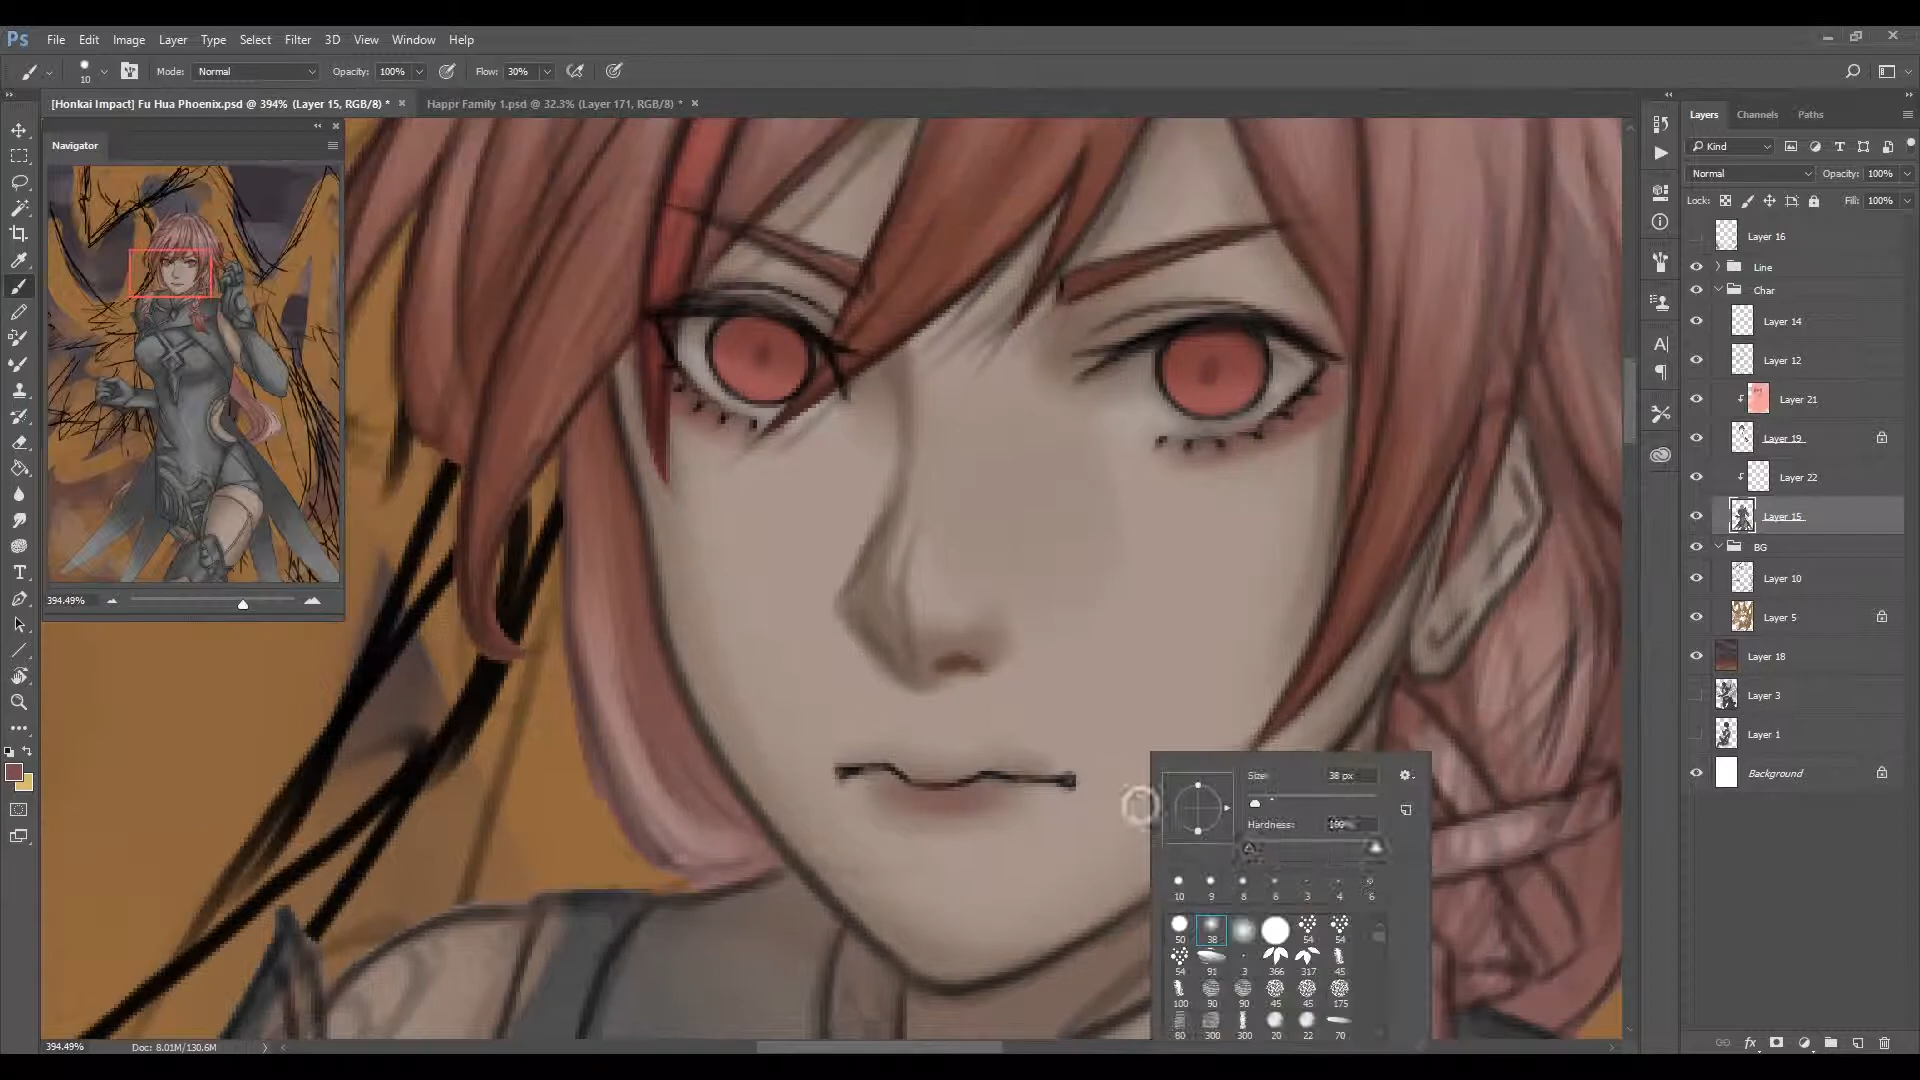 Ps File Edit Image Layer Type Select Filter 3D View Window Help
10 Mode: Normal Opacity: 100% Flow: 30%
[Honkai Impact] Fu Hua Phoenix.psd @ 394% (Layer 15, RGB/8) * × Happr Family 1.psd @ 32.3% (Layer 171, RGB/8) * ×
Navigator
394.49%
Layers Channels Paths
Kind
Normal Opacity: 100%
Lock: Fill: 100%
Layer 16
Line
Char
Layer 14
Layer 12
Layer 21
Layer 19
Layer 22
Layer 15
BG
Layer 10
Layer 5
Layer 18
Layer 3
Layer 1
Background
Size: 38 px
Hardness:
10 9 8 6 3 4 6
50 38 54 54
54 91 3 366 317 45
100 90 90 45 45 175
80 300 300 20 22 70
394.49% Doc: 8.01M/130.6M